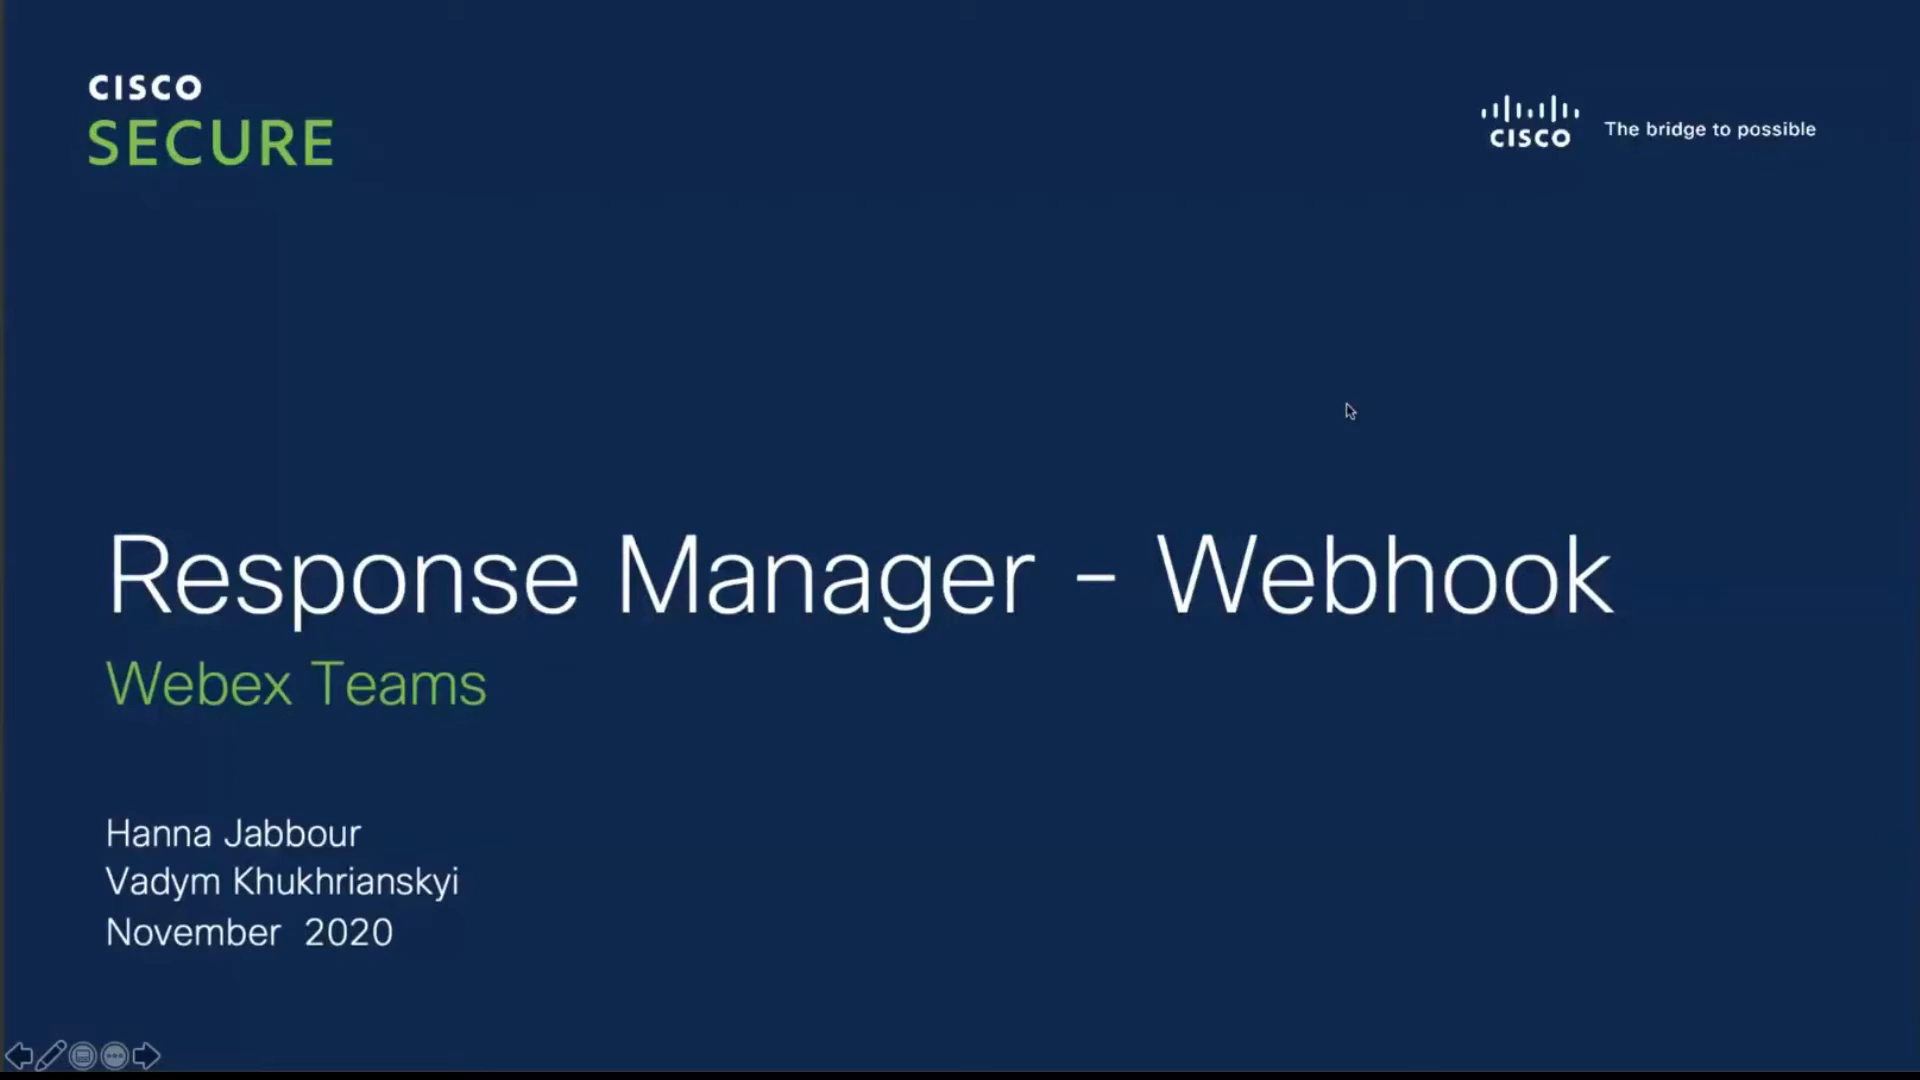 CISCO
SECURE
CISCO
The bridge to possible
Response Manager - Webhook
Webex Teams
Hanna Jabbour
Vadym Khukhrianskyi
November 2020